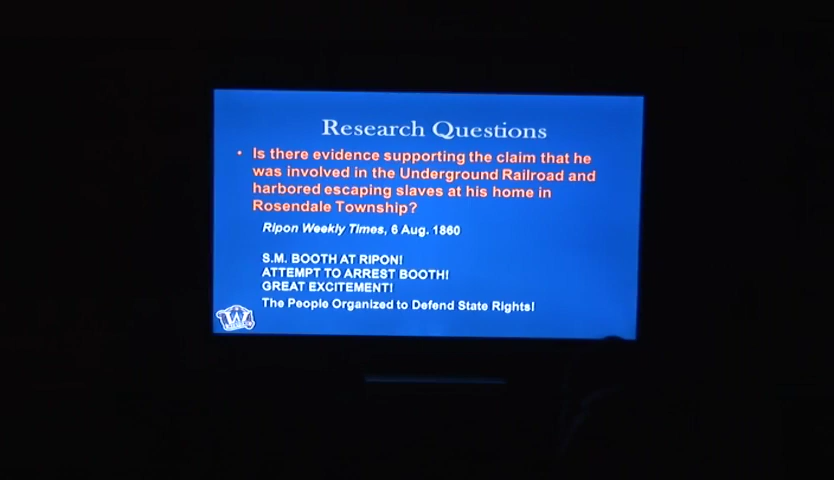 Research Questions
• Is there evidence supporting the claim that he
was involved in the Underground Railroad and
harbored escaping slaves at his home in
Rosendale Township?
Ripon Weekly Times, 6 Aug. 1860
S.M. BOOTH AT RIPON!
ATTEMPT TO ARREST BOOTH!
GREAT EXCITEMENT!
The People Organized to Defend State Rights!
W